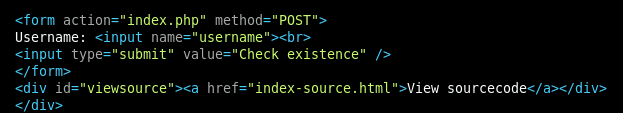 <form action="index.php" method="POST">
Username: <input name="username"><br>
<input type="submit" value="Check existence" />
</form>
<div id="viewsource"><a href="index-source.html">View sourcecode</a></div>
</div>